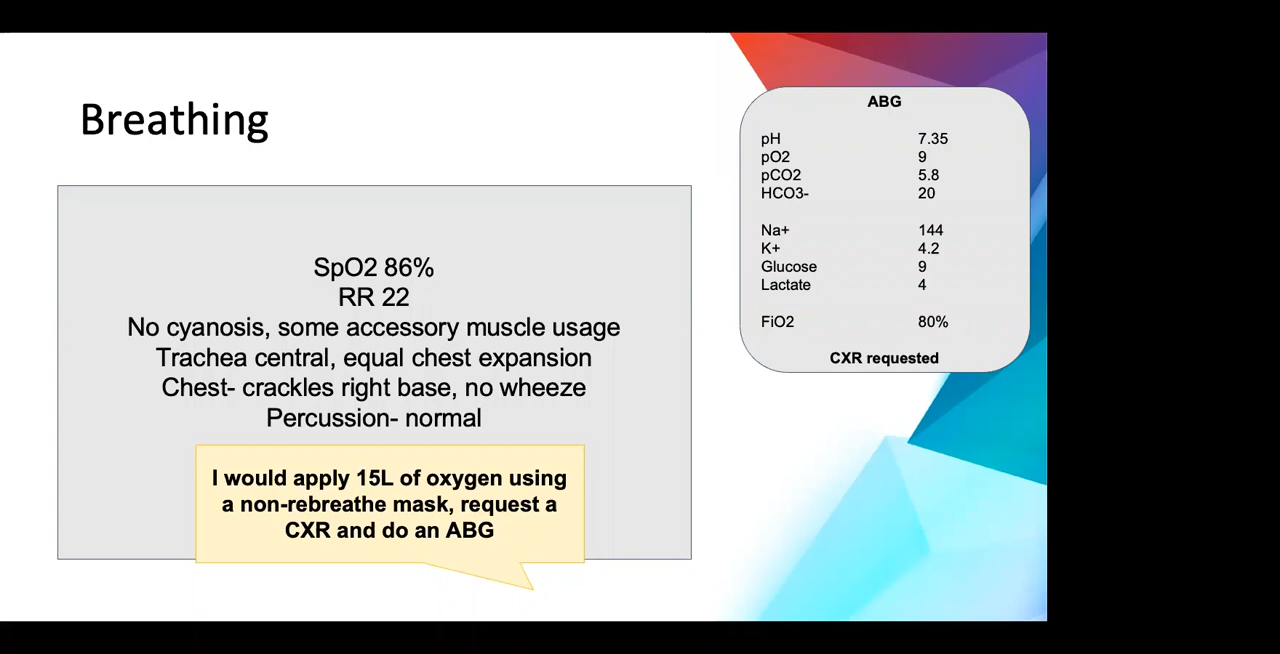 Breathing
SpO2 86%
RR 22
No cyanosis, some accessory muscle usage
Trachea central, equal chest expansion
Chest- crackles right base, no wheeze
Percussion- normal
I would apply 15L of oxygen using
a non-rebreathe mask, request a
CXR and do an ABG
ABG
pH 7.35
pO2 9
pCO2 5.8
HCO3- 20
Na+ 144
K+ 4.2
Glucose 9
Lactate 4
FiO2 80%
CXR requested